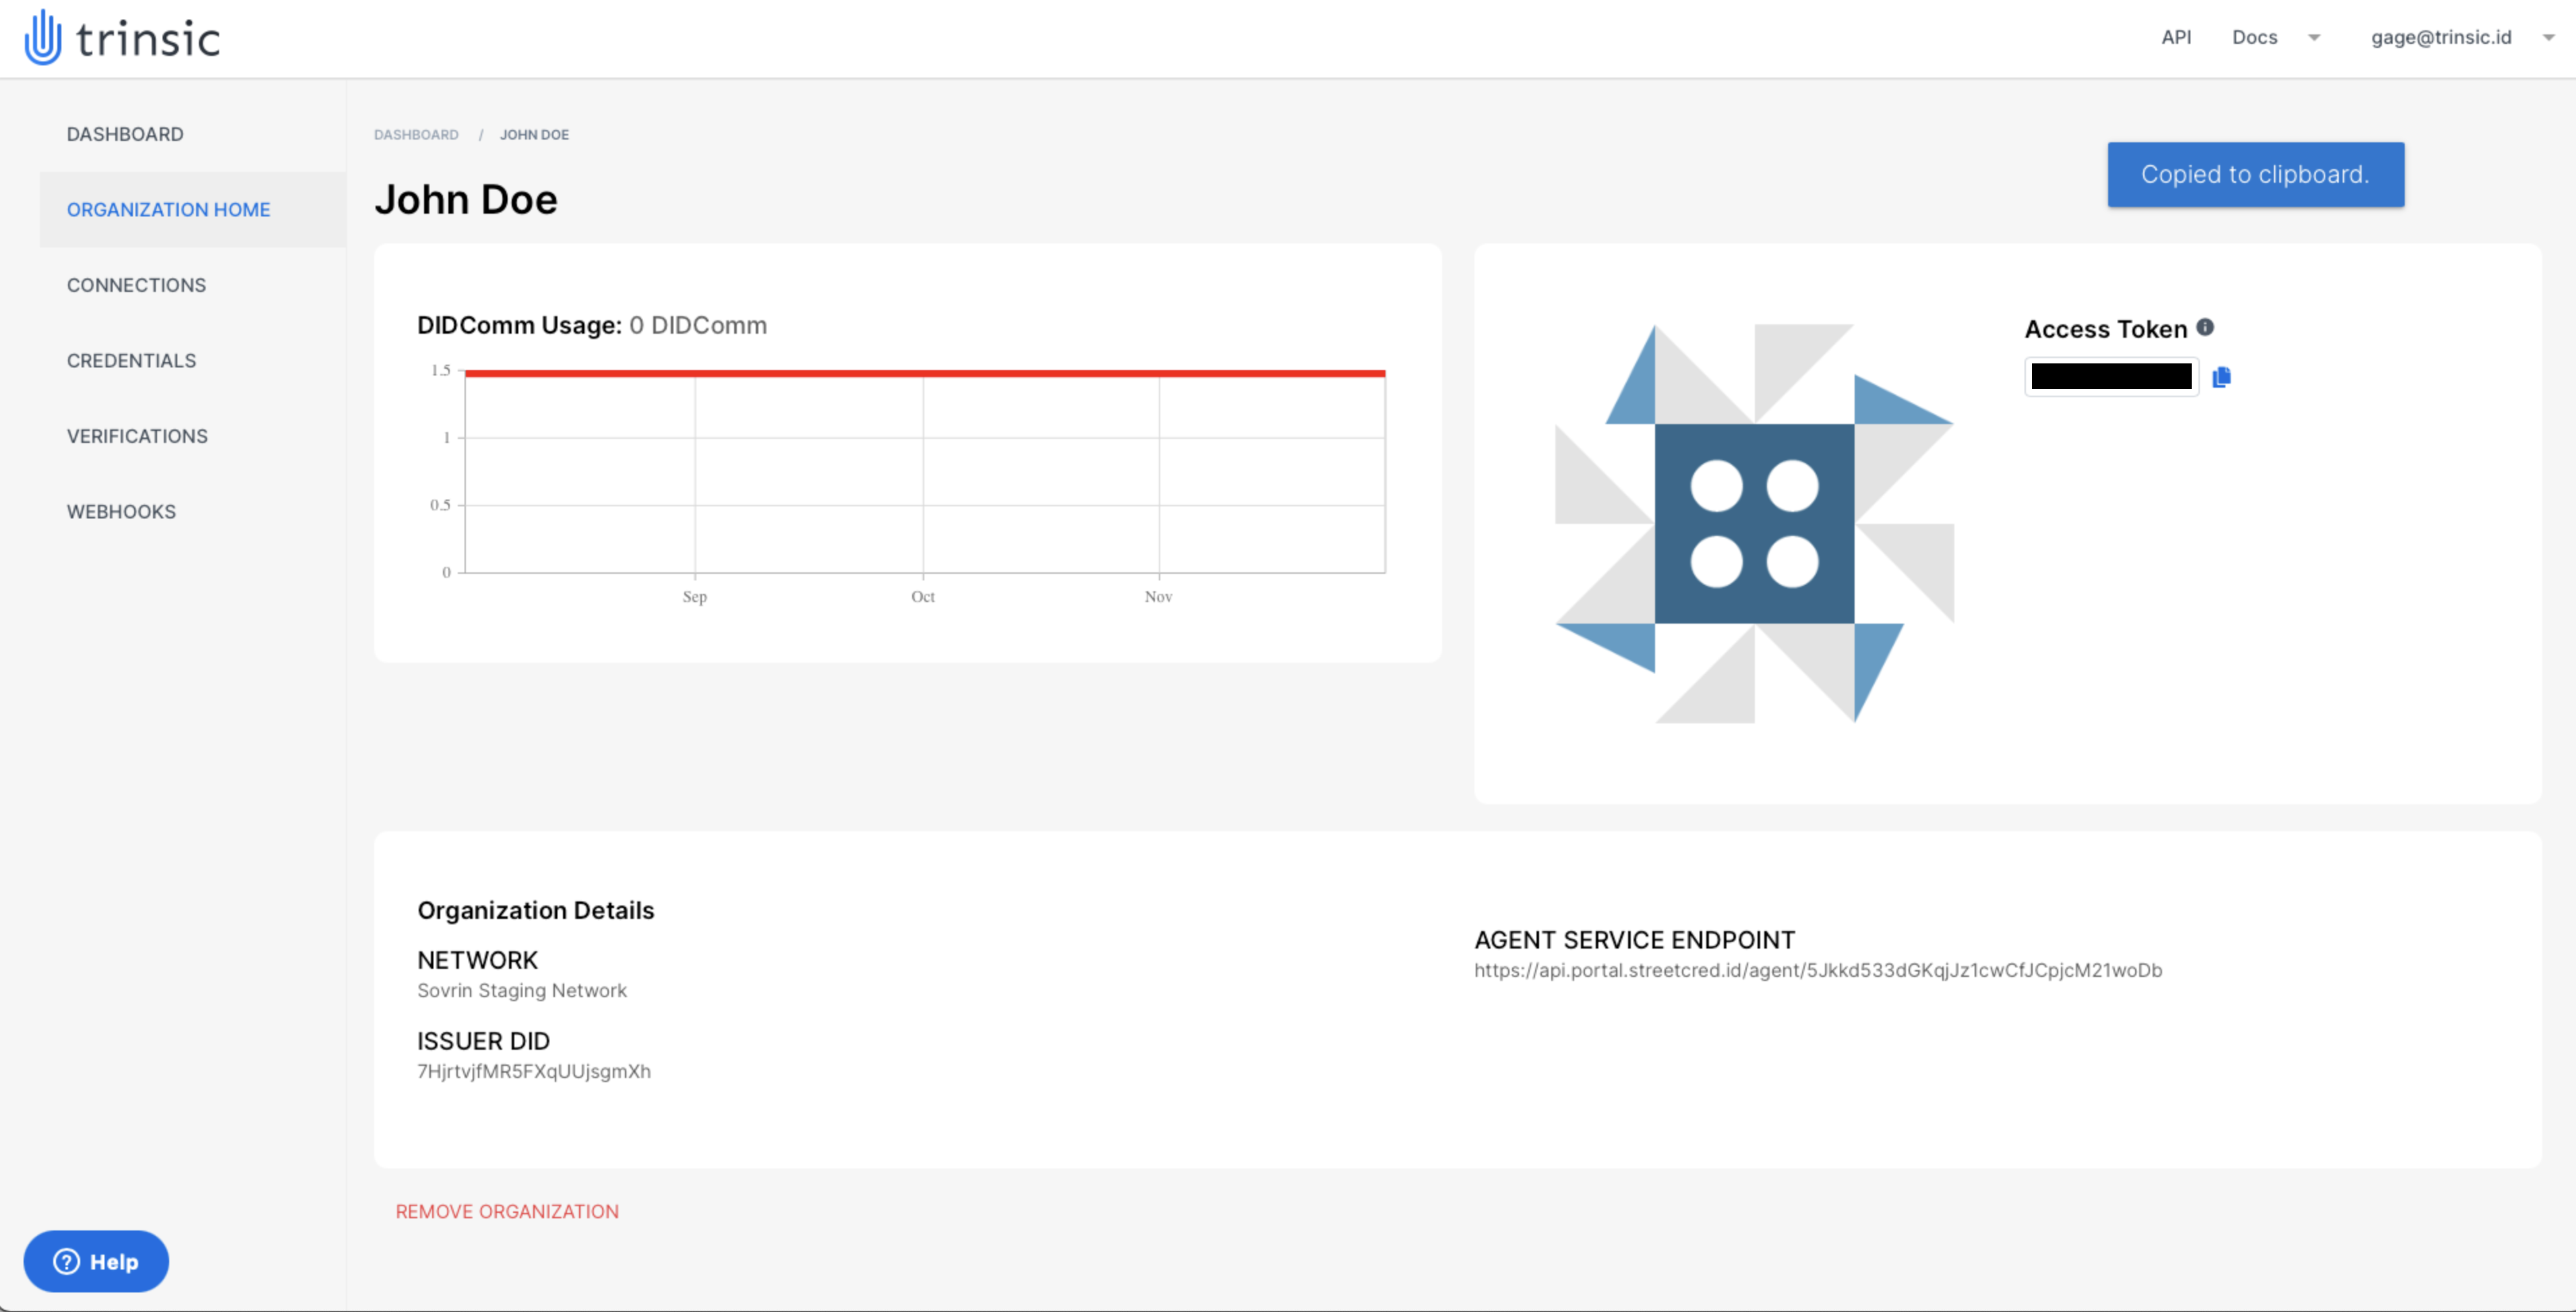 trinsic
API Docs gage@trinsic.id
DASHBOARD
ORGANIZATION HOME
CONNECTIONS
CREDENTIALS
VERIFICATIONS
WEBHOOKS
DASHBOARD / JOHN DOE
John Doe
Copied to clipboard.
DIDComm Usage: 0 DIDComm
1.5
1
0.5
0
Sep Oct Nov
Access Token
Organization Details
NETWORK
Sovrin Staging Network
ISSUER DID
7HjrtvjfMR5FXqUUjsgmXh
AGENT SERVICE ENDPOINT
https://api.portal.streetcred.id/agent/5Jkkd533dGKqjJz1cwCfJCpjcM21woDb
REMOVE ORGANIZATION
Help